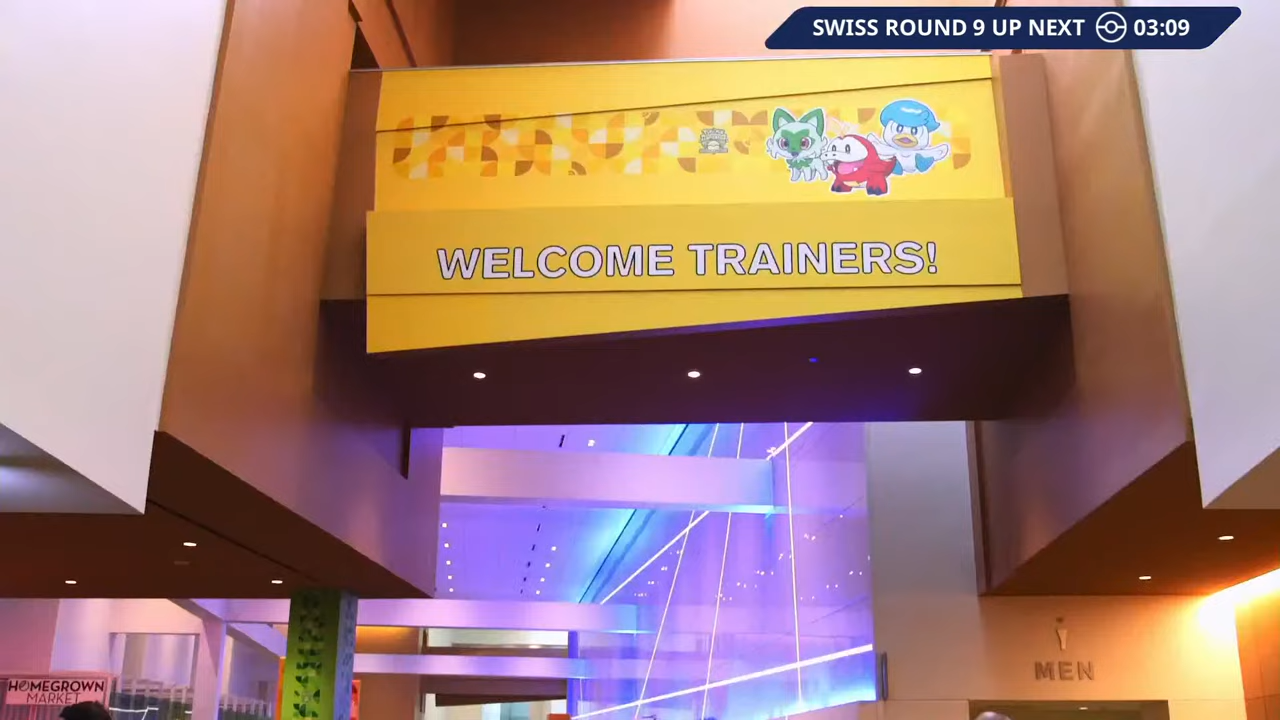 SWISS ROUND 9 UP NEXT 03:09
WELCOME TRAINERS!
HOMEGROWN
MARKET
MEN